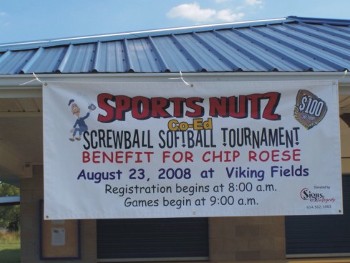 SPORTS NUTZ
Co-Ed
$100
SCREWBALL SOFTBALL TOURNAMENT
BENEFIT FOR CHIP ROESE
August 23, 2008 at Viking Fields
Registration begins at 8:00 a.m.
Games begin at 9:00 a.m.
Signs